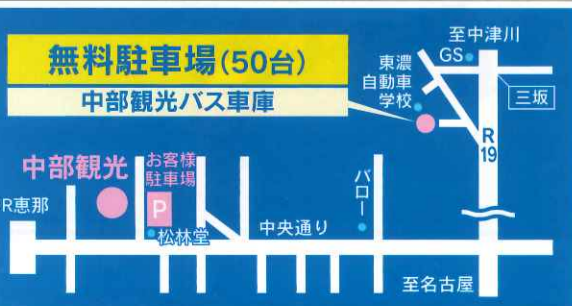 無料駐車場(50台)
中部観光バス車庫
至中津川
GS
東濃
自動車
学校
三坂
R
19
中部観光
お客様
駐車場
P
R恵那
松林堂
中央通り
バロー
至名古屋